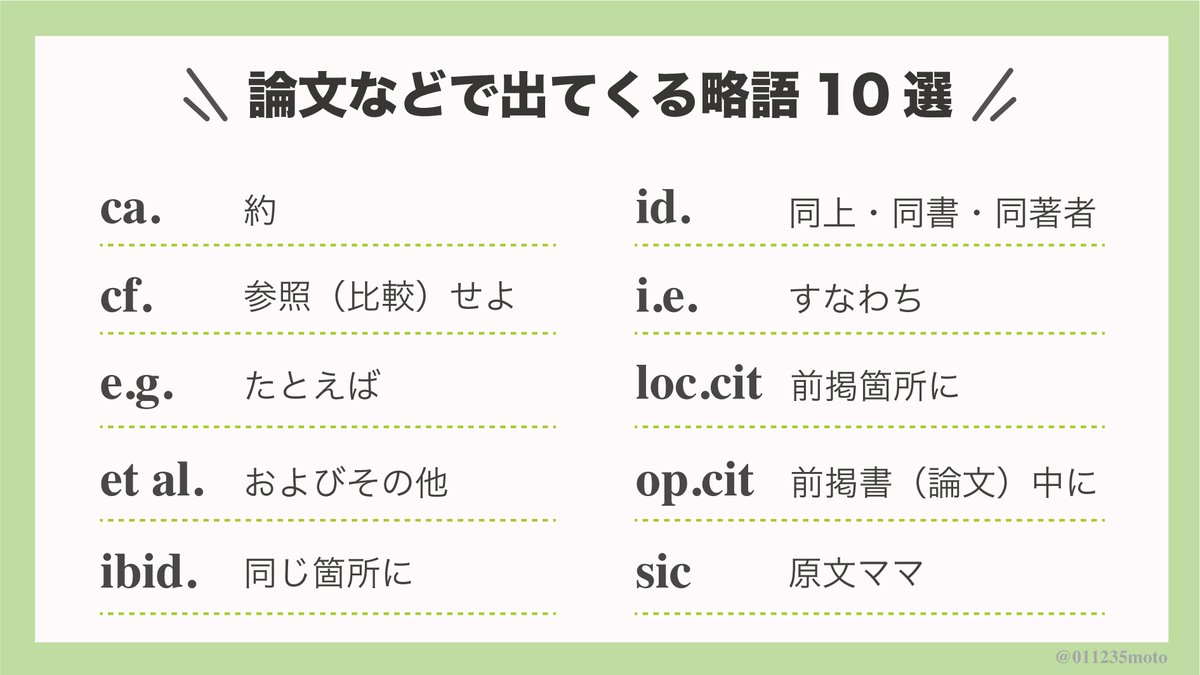 論文などで出てくる略語 10 選
ca. 約
cf. 参照（比較）せよ
e.g. たとえば
et al. およびその他
ibid. 同じ箇所に
id. 同上・同書・同著者
i.e. すなわち
loc.cit 前掲箇所に
op.cit 前掲書（論文）中に
sic 原文ママ
@011235moto